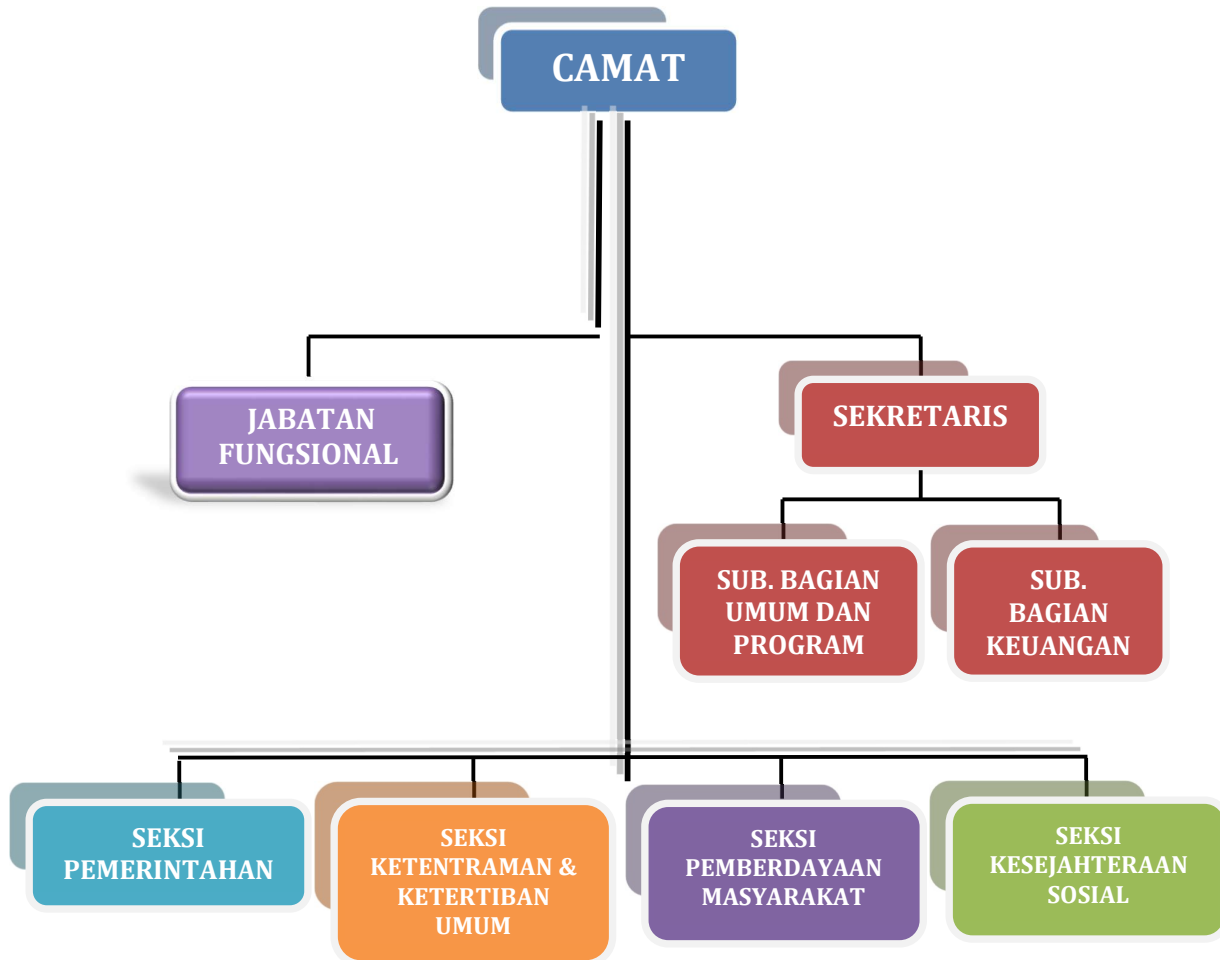 CAMAT
JABATAN
FUNGSIONAL
SEKRETARIS
SUB. BAGIAN
UMUM DAN
PROGRAM
SUB.
BAGIAN
KEUANGAN
SEKSI
PEMERINTAHAN
SEKSI
KETENTRAMAN &
KETERTIBAN
UMUM
SEKSI
PEMBERDAYAAN
MASYARAKAT
SEKSI
KESEJAHTERAAN
SOSIAL